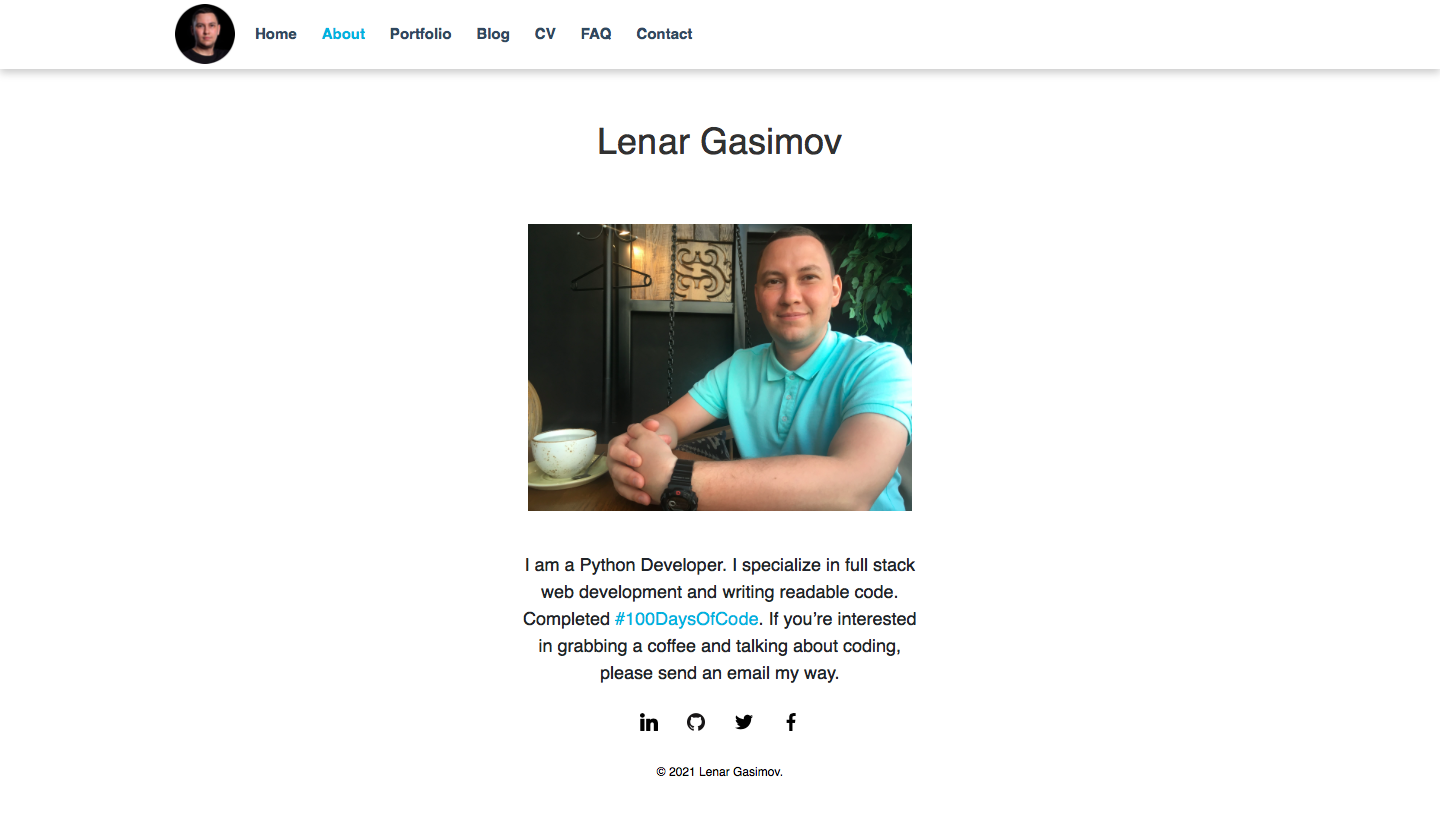 Home About Portfolio Blog CV FAQ Contact
Lenar Gasimov
I am a Python Developer. I specialize in full stack
web development and writing readable code.
Completed #100DaysOfCode. If you’re interested
in grabbing a coffee and talking about coding,
please send an email my way.
© 2021 Lenar Gasimov.